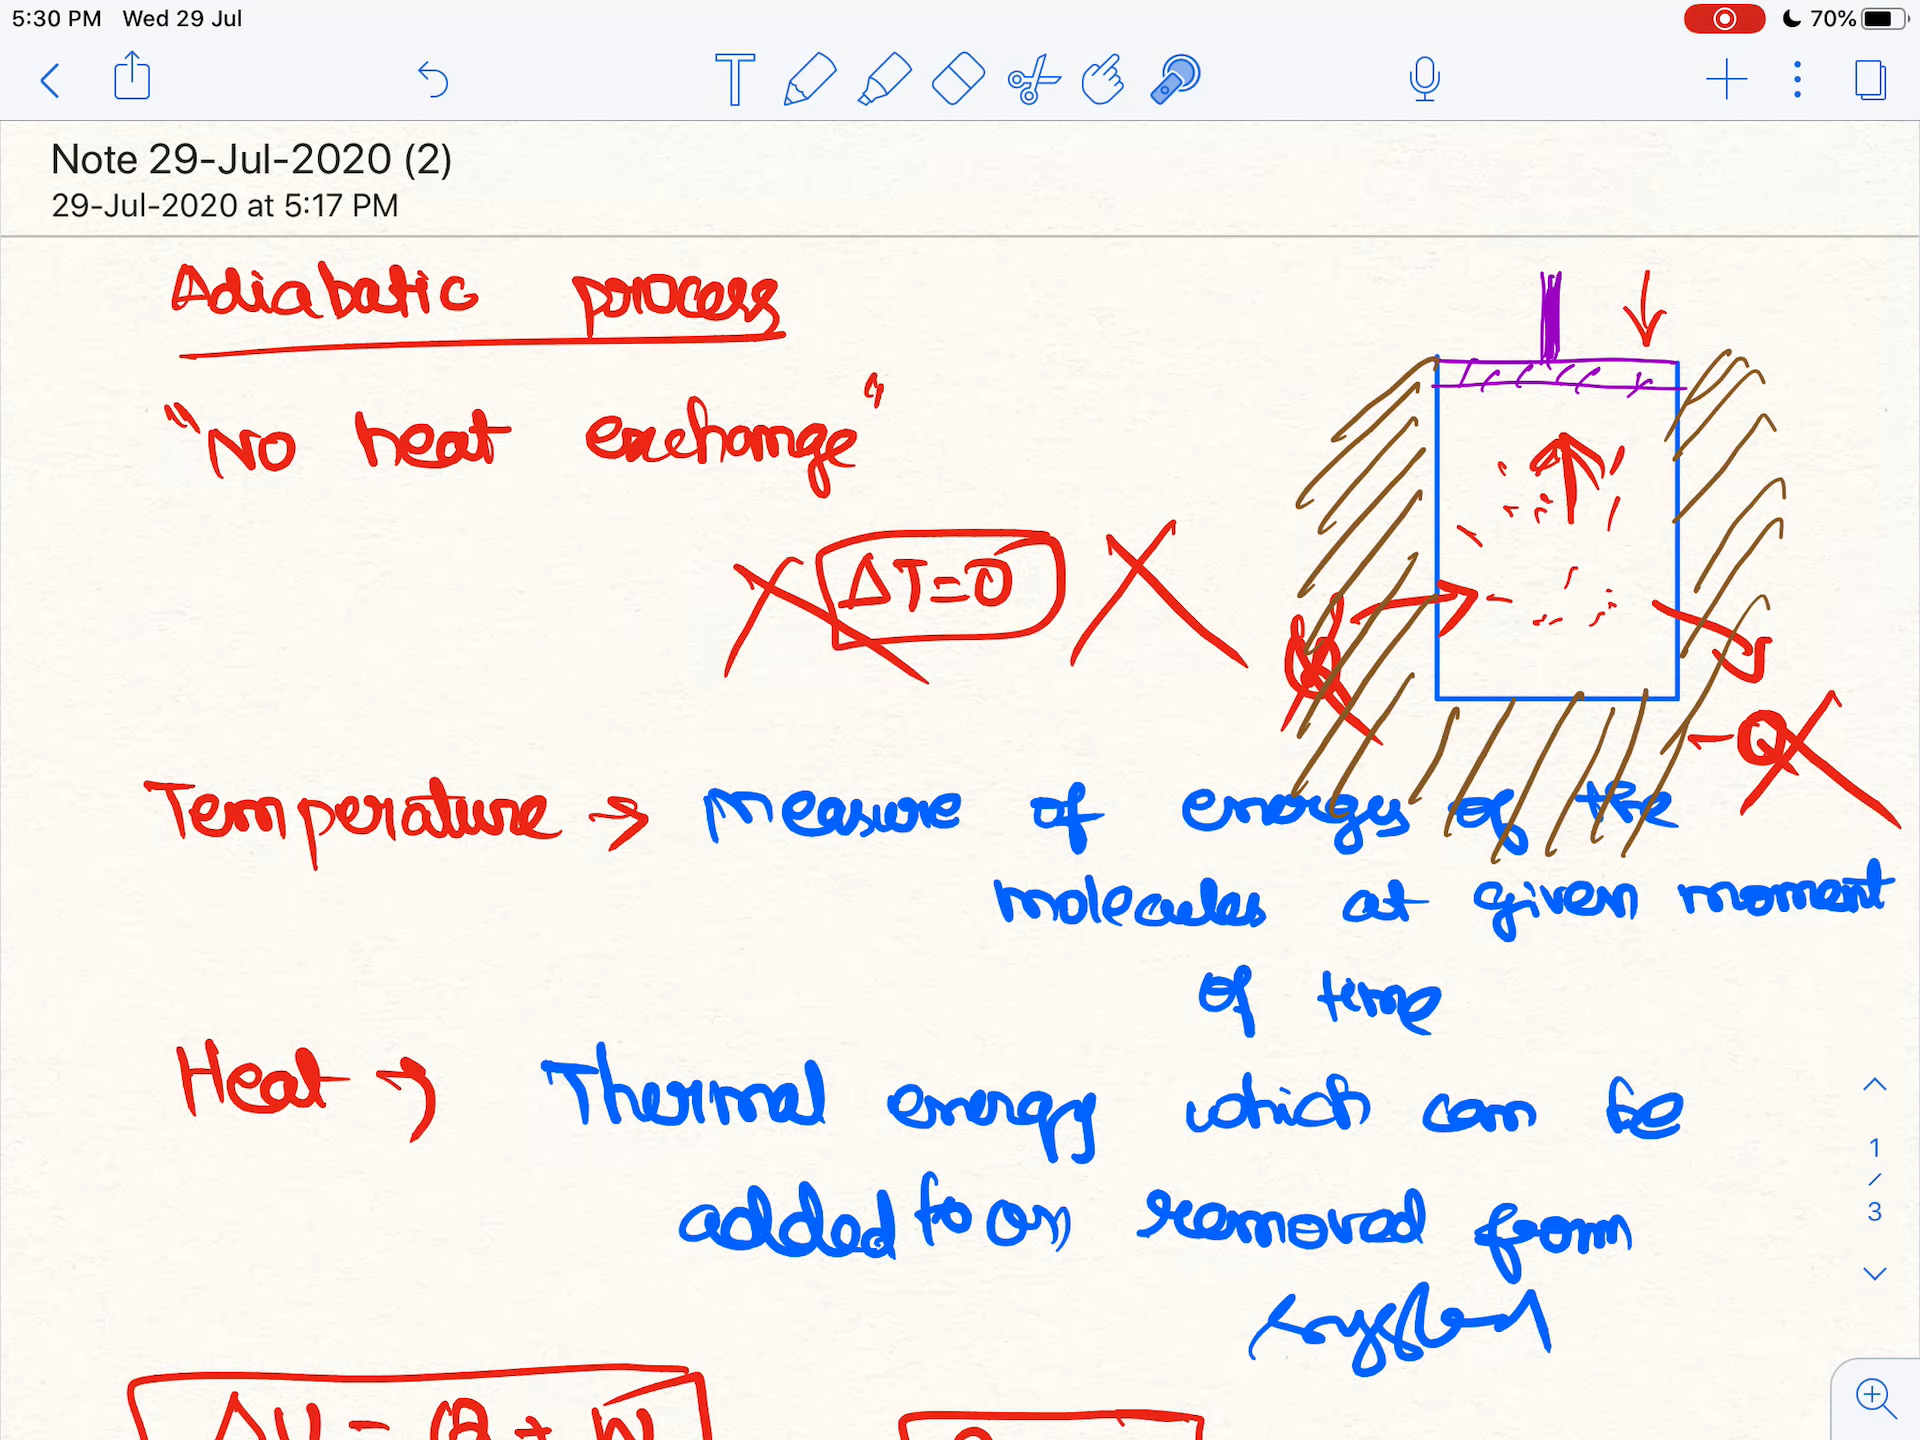 5:30 PM Wed 29 Jul 70%
Note 29-Jul-2020 (2)
29-Jul-2020 at 5:17 PM
Adiabatic process
"No heat exchange"
ΔT=0
-Q
Temperature → measure of energy of the
molecules at given moment
of time
Heat → Thermal energy which can be
added to or removed from
system
1
/
3
ΔU = Q + W